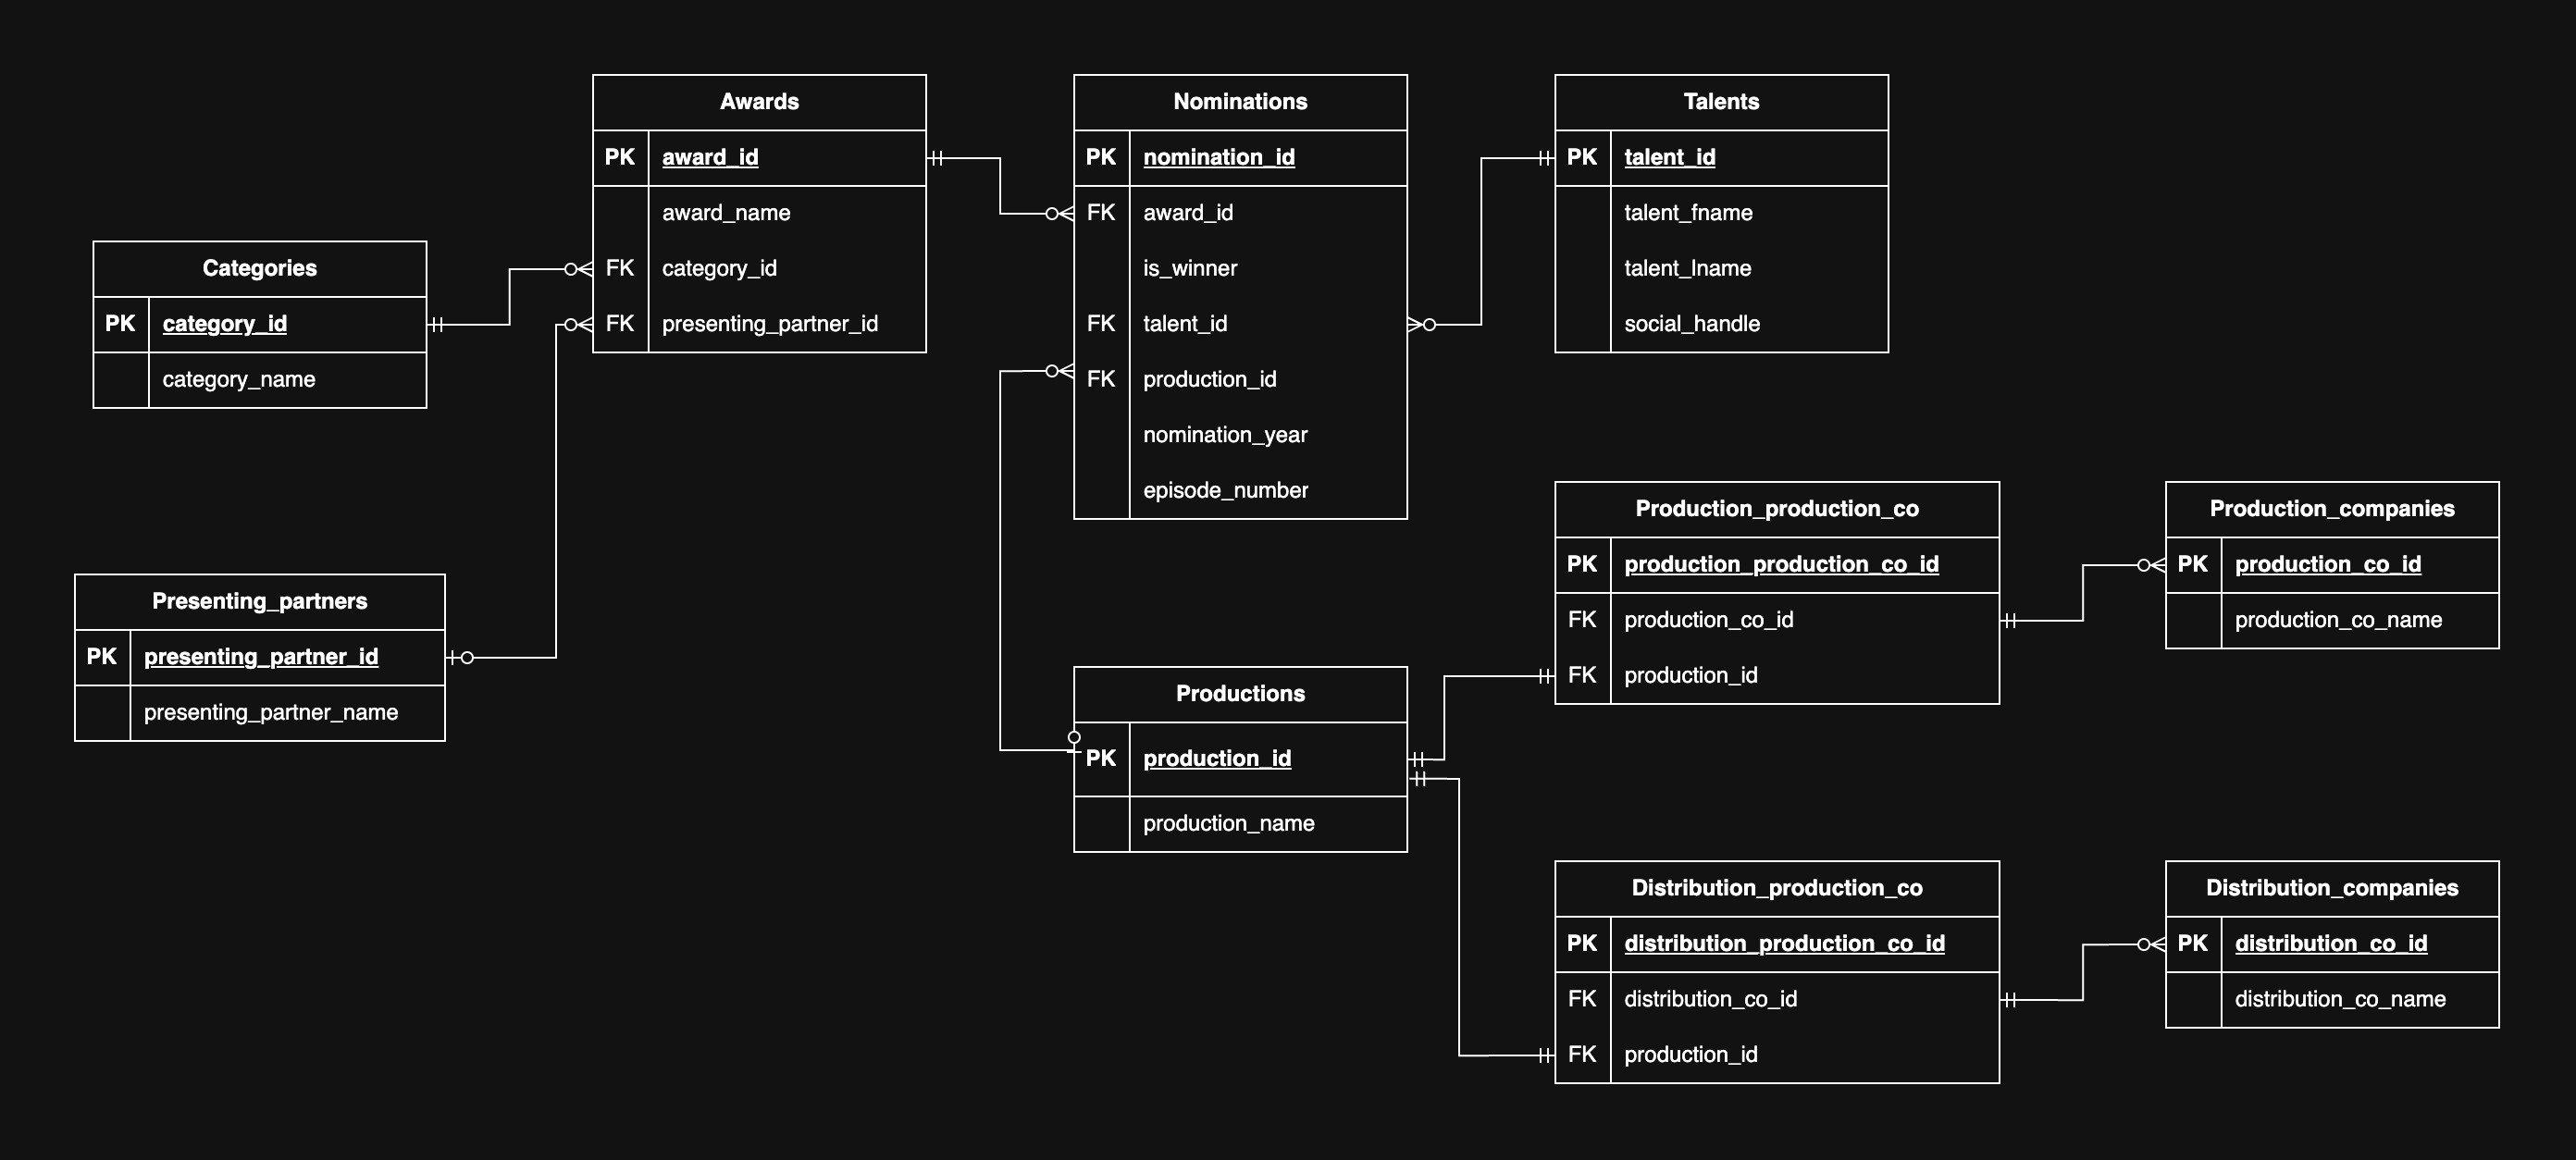 Awards
PK award_id
award_name
FK category_id
FK presenting_partner_id
Nominations
PK nomination_id
FK award_id
is_winner
FK talent_id
FK production_id
nomination_year
episode_number
Talents
PK talent_id
talent_fname
talent_lname
social_handle
Categories
PK category_id
category_name
Presenting_partners
PK presenting_partner_id
presenting_partner_name
Productions
PK production_id
production_name
Production_production_co
PK production_production_co_id
FK production_co_id
FK production_id
Production_companies
PK production_co_id
production_co_name
Distribution_production_co
PK distribution_production_co_id
FK distribution_co_id
FK production_id
Distribution_companies
PK distribution_co_id
distribution_co_name